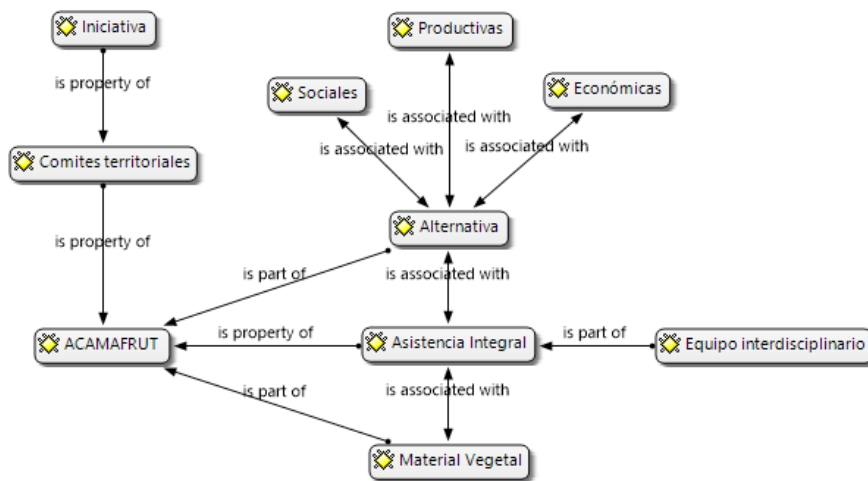 Iniciativa
Productivas
is property of
Sociales
Económicas
is associated with
is associated with
is associated with
Comites territoriales
Alternativa
is property of
is part of
is associated with
ACAMAFRUT
is property of
Asistencia Integral
is part of
Equipo interdisciplinario
is part of
is associated with
Material Vegetal